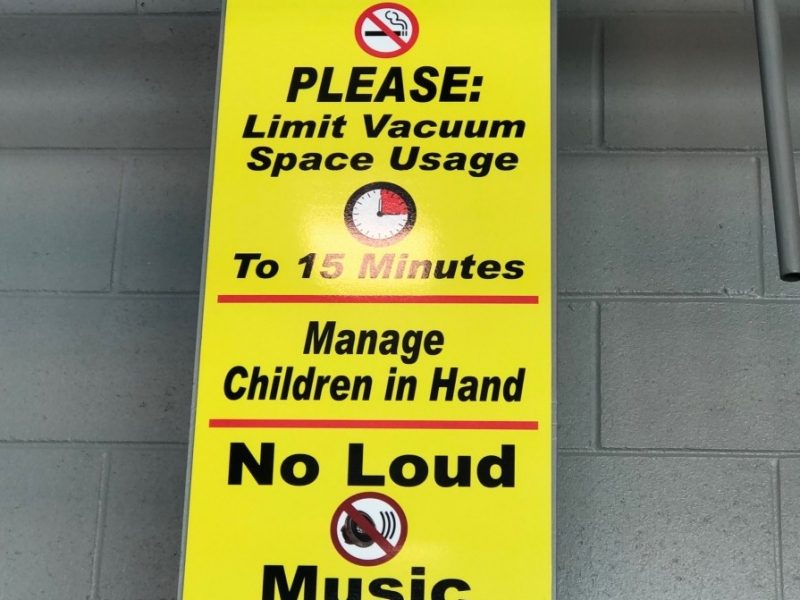 PLEASE:
Limit Vacuum
Space Usage
To 15 Minutes
Manage
Children in Hand
No Loud
Music